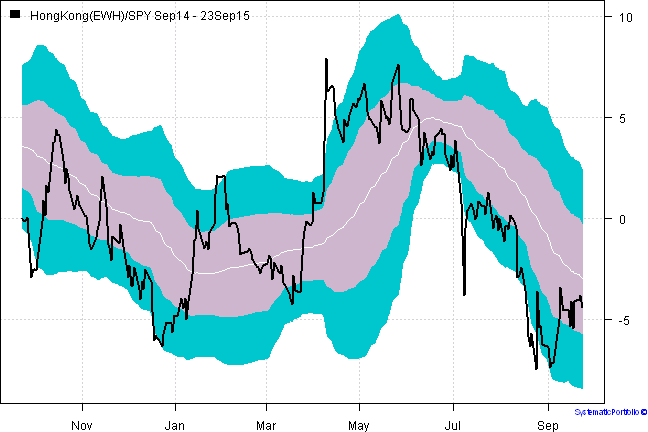 HongKong(EWH)/SPY Sep14 - 23Sep15
10
5
0
-5
Nov Jan Mar May Jul Sep
SystematicPortfolio ©